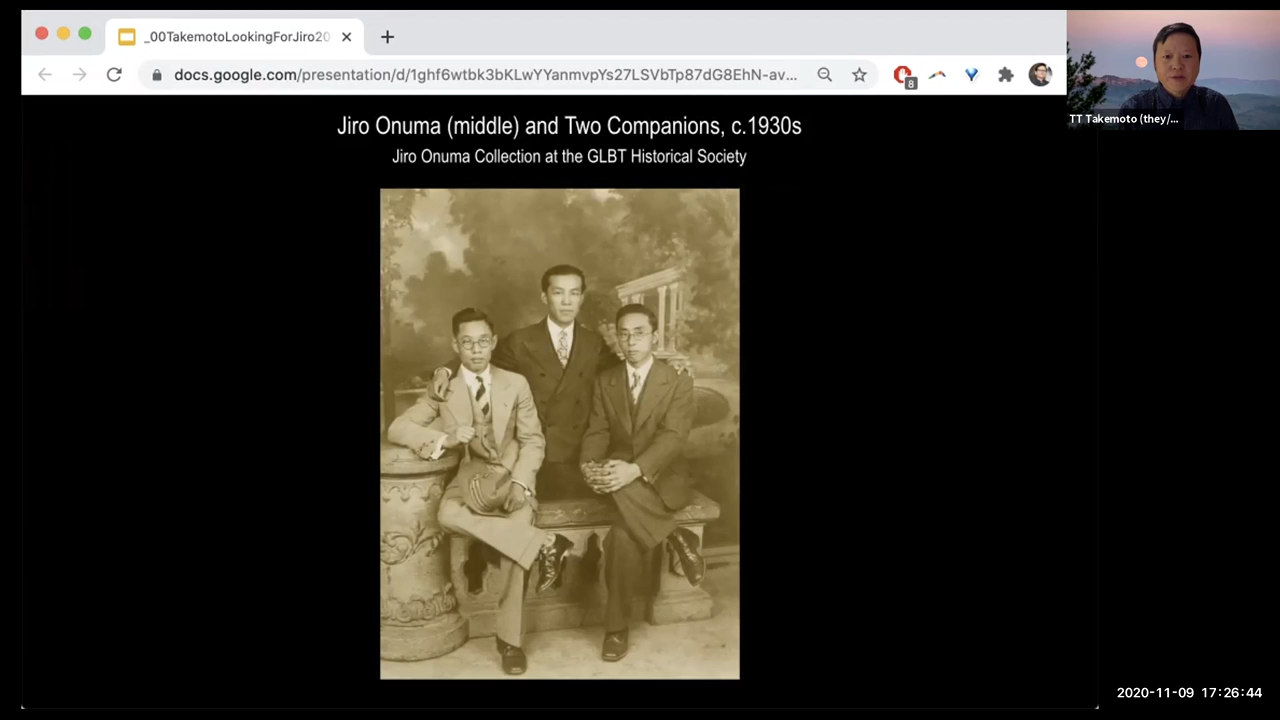 _00TakemotoLookingForJiro20
docs.google.com/presentation/d/1ghf6wtbk3bKLwYYanmvpYs27LSVbTp87dG8EhN-av...
8
TT Takemoto (they/...
Jiro Onuma (middle) and Two Companions, c.1930s
Jiro Onuma Collection at the GLBT Historical Society
2020-11-09 17:26:44